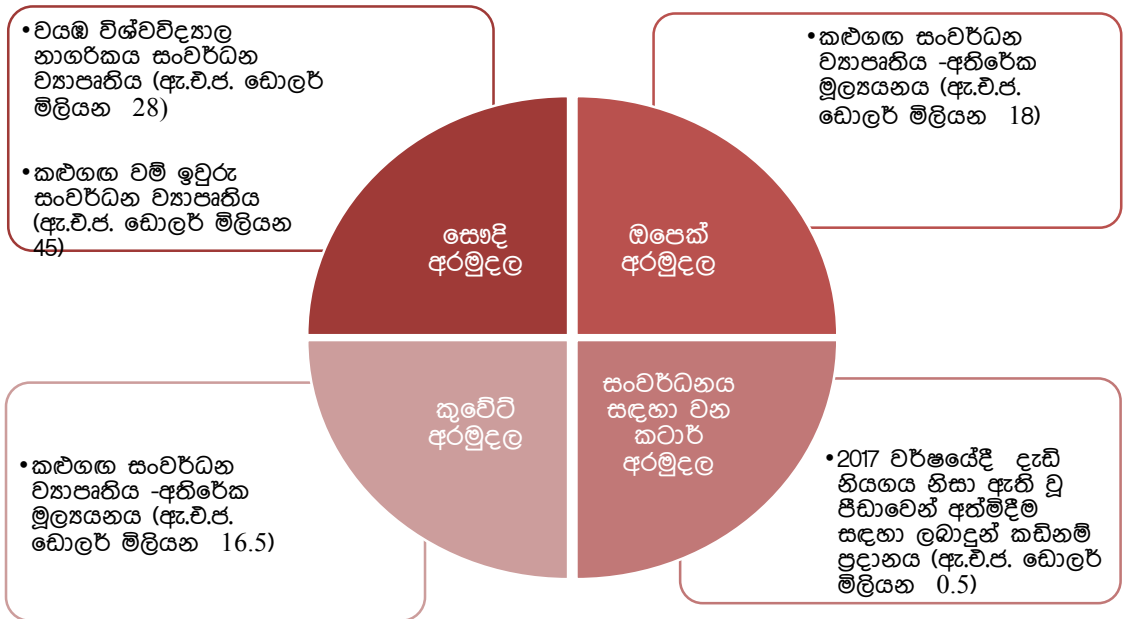 •වයඹ විශ්වවිද්‍යාල
නාගරිකය සංවර්ධන
ව්‍යාපෘතිය (ඇ.එ.ජ. ඩොලර්
මිලියන 28)
•කළුගඟ වම් ඉවුරු
සංවර්ධන ව්‍යාපෘතිය
(ඇ.එ.ජ. ඩොලර් මිලියන
45)
•කළුගඟ සංවර්ධන
ව්‍යාපෘතිය -අතිරේක
මූල්‍යයනය (ඇ.එ.ජ.
ඩොලර් මිලියන 18)
සෞදි
අරමුදල
ඔපෙක්
අරමුදල
කුවේට්
අරමුදල
සංවර්ධනය
සඳහා වන
කටාර්
අරමුදල
•කළුගඟ සංවර්ධන
ව්‍යාපෘතිය -අතිරේක
මූල්‍යයනය (ඇ.එ.ජ.
ඩොලර් මිලියන 16.5)
•2017 වර්ෂයේදී දැඩි
නියගය නිසා ඇති වූ
පීඩාවෙන් අත්මිදීම
සඳහා ලබාදුන් කඩිනම්
ප්‍රදානය (ඇ.එ.ජ. ඩොලර්
මිලියන 0.5)